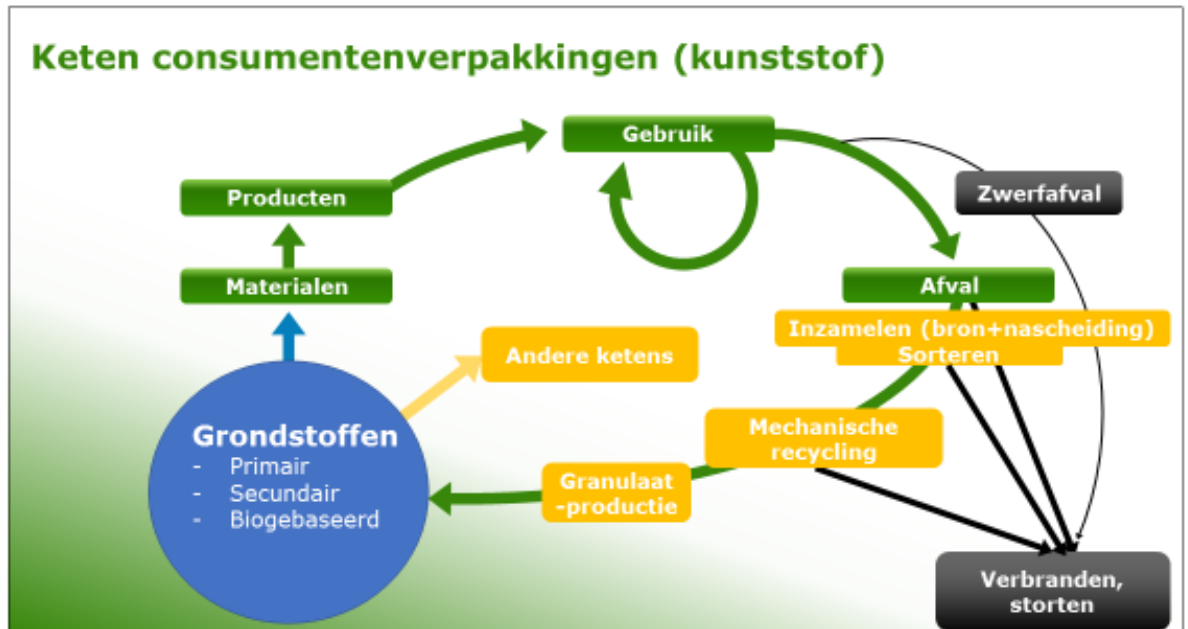 Keten consumentenverpakkingen (kunststof)
Gebruik
Producten
Zwerfafval
Materialen
Afval
Inzamelen (bron+nascheiding)
Sorteren
Andere ketens
Mechanische
recycling
Grondstoffen
- Primair
- Secundair
- Biogebaseerd
Granulaat
-productie
Verbranden,
storten